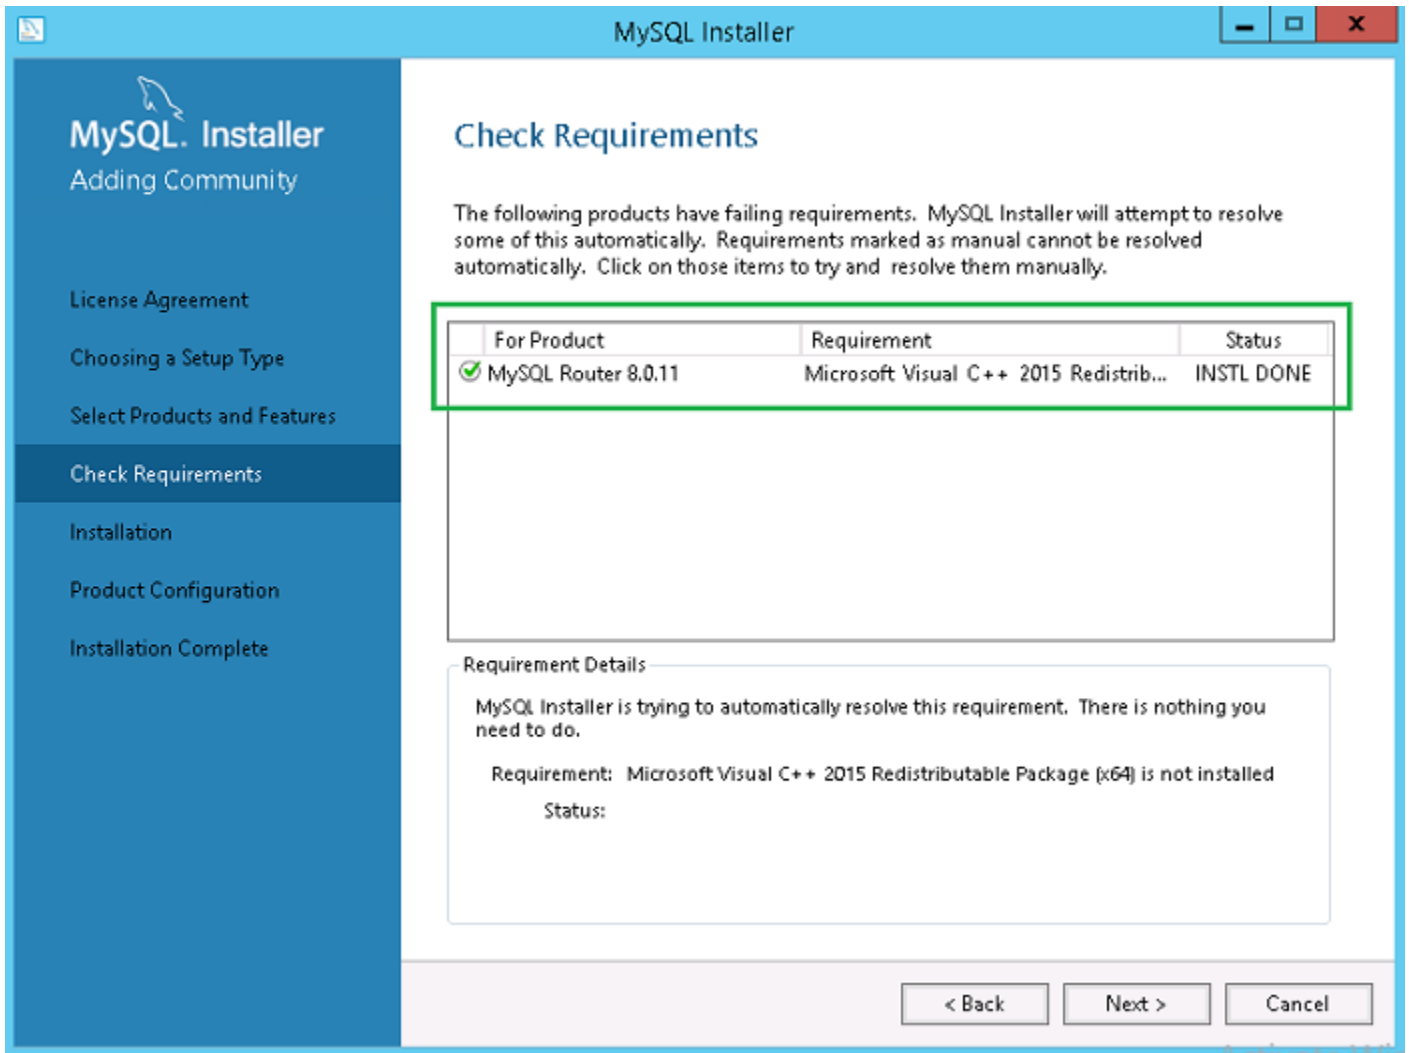 MySQL Installer
MySQL. Installer
Adding Community
License Agreement
Choosing a Setup Type
Select Products and Features
Check Requirements
Installation
Product Configuration
Installation Complete
Check Requirements
The following products have failing requirements. MySQL Installer will attempt to resolve
some of this automatically. Requirements marked as manual cannot be resolved
automatically. Click on those items to try and resolve them manually.
For Product Requirement Status
MySQL Router 8.0.11 Microsoft Visual C++ 2015 Redistrib... INSTL DONE
Requirement Details
MySQL Installer is trying to automatically resolve this requirement. There is nothing you
need to do.
Requirement: Microsoft Visual C++ 2015 Redistributable Package (x64) is not installed
Status:
< Back Next > Cancel